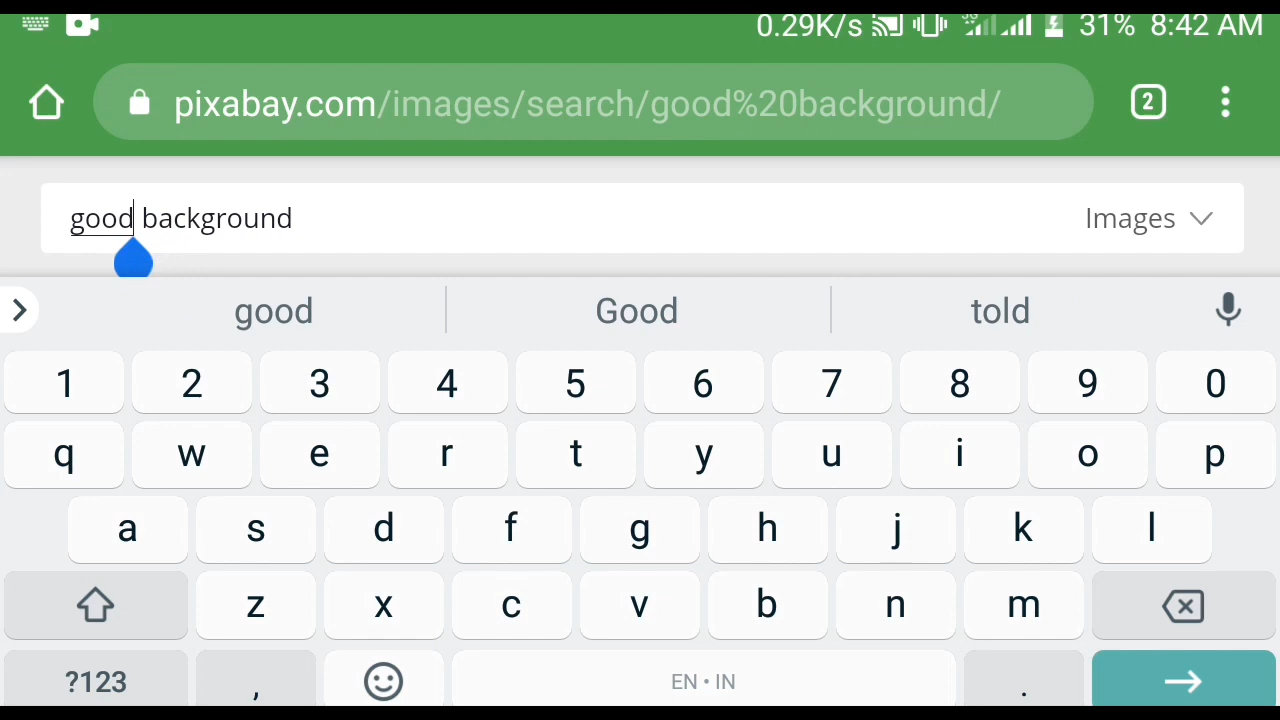 0.29K/s 3G 31% 8:42 AM
pixabay.com/images/search/good%20background/ 2
good background Images
good Good told
1 2 3 4 5 6 7 8 9 0
q w e r t y u i o p
a s d f g h j k l
z x c v b n m
?123 , EN • IN .